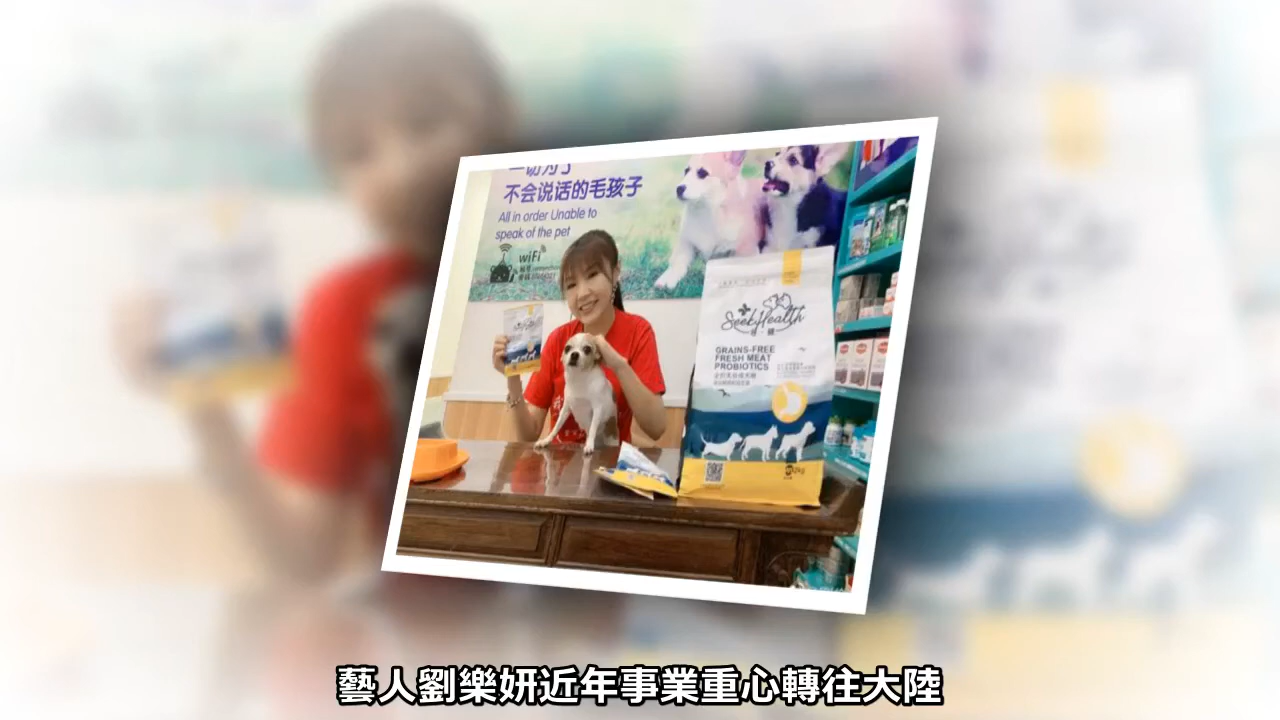 一切为了
不会说话的毛孩子
All in order Unable to
speak of the pet
wiFi
SeekHealth
GRAINS-FREE
FRESH MEAT
PROBIOTICS
藝人劉樂妍近年事業重心轉往大陸